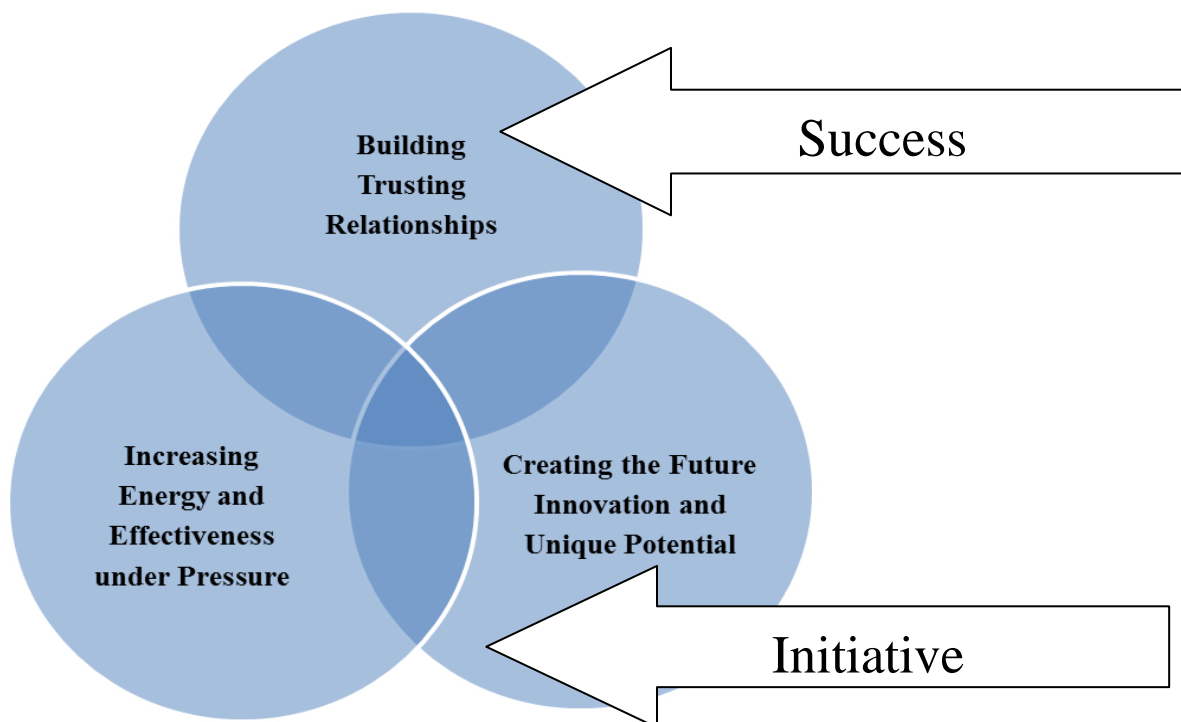 Building
Trusting
Relationships
Success
Increasing
Energy and
Effectiveness
under Pressure
Creating the Future
Innovation and
Unique Potential
Initiative